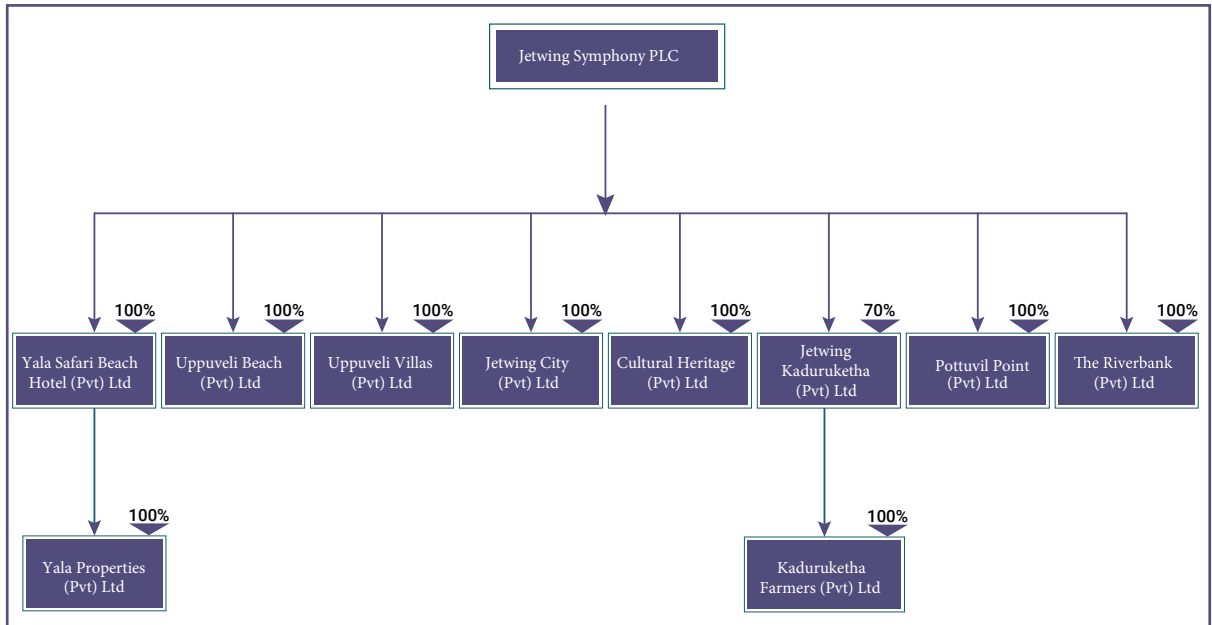 Jetwing Symphony PLC
100%
100%
100%
100%
100%
70%
100%
100%
Yala Safari Beach
Hotel (Pvt) Ltd
Uppuveli Beach
(Pvt) Ltd
Uppuveli Villas
(Pvt) Ltd
Jetwing City
(Pvt) Ltd
Cultural Heritage
(Pvt) Ltd
Jetwing
Kaduruketha
(Pvt) Ltd
Pottuvil Point
(Pvt) Ltd
The Riverbank
(Pvt) Ltd
100%
100%
Yala Properties
(Pvt) Ltd
Kaduruketha
Farmers (Pvt) Ltd